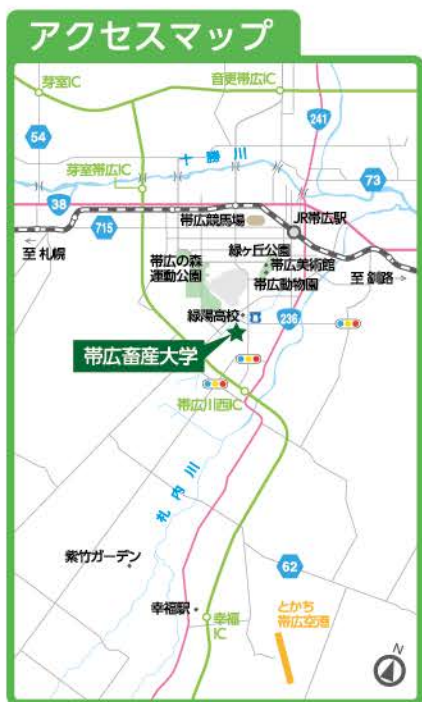 アクセスマップ
芽室IC
音更帯広IC
54
241
十勝川
芽室帯広IC
73
38
帯広競馬場
JR帯広駅
715
至 札幌
緑ヶ丘公園
帯広の森
運動公園
帯広美術館
帯広動物園
至 釧路
緑陽高校
236
帯広畜産大学
帯広川西IC
札内川
紫竹ガーデン
62
幸福駅
幸福
IC
とかち
帯広空港
N